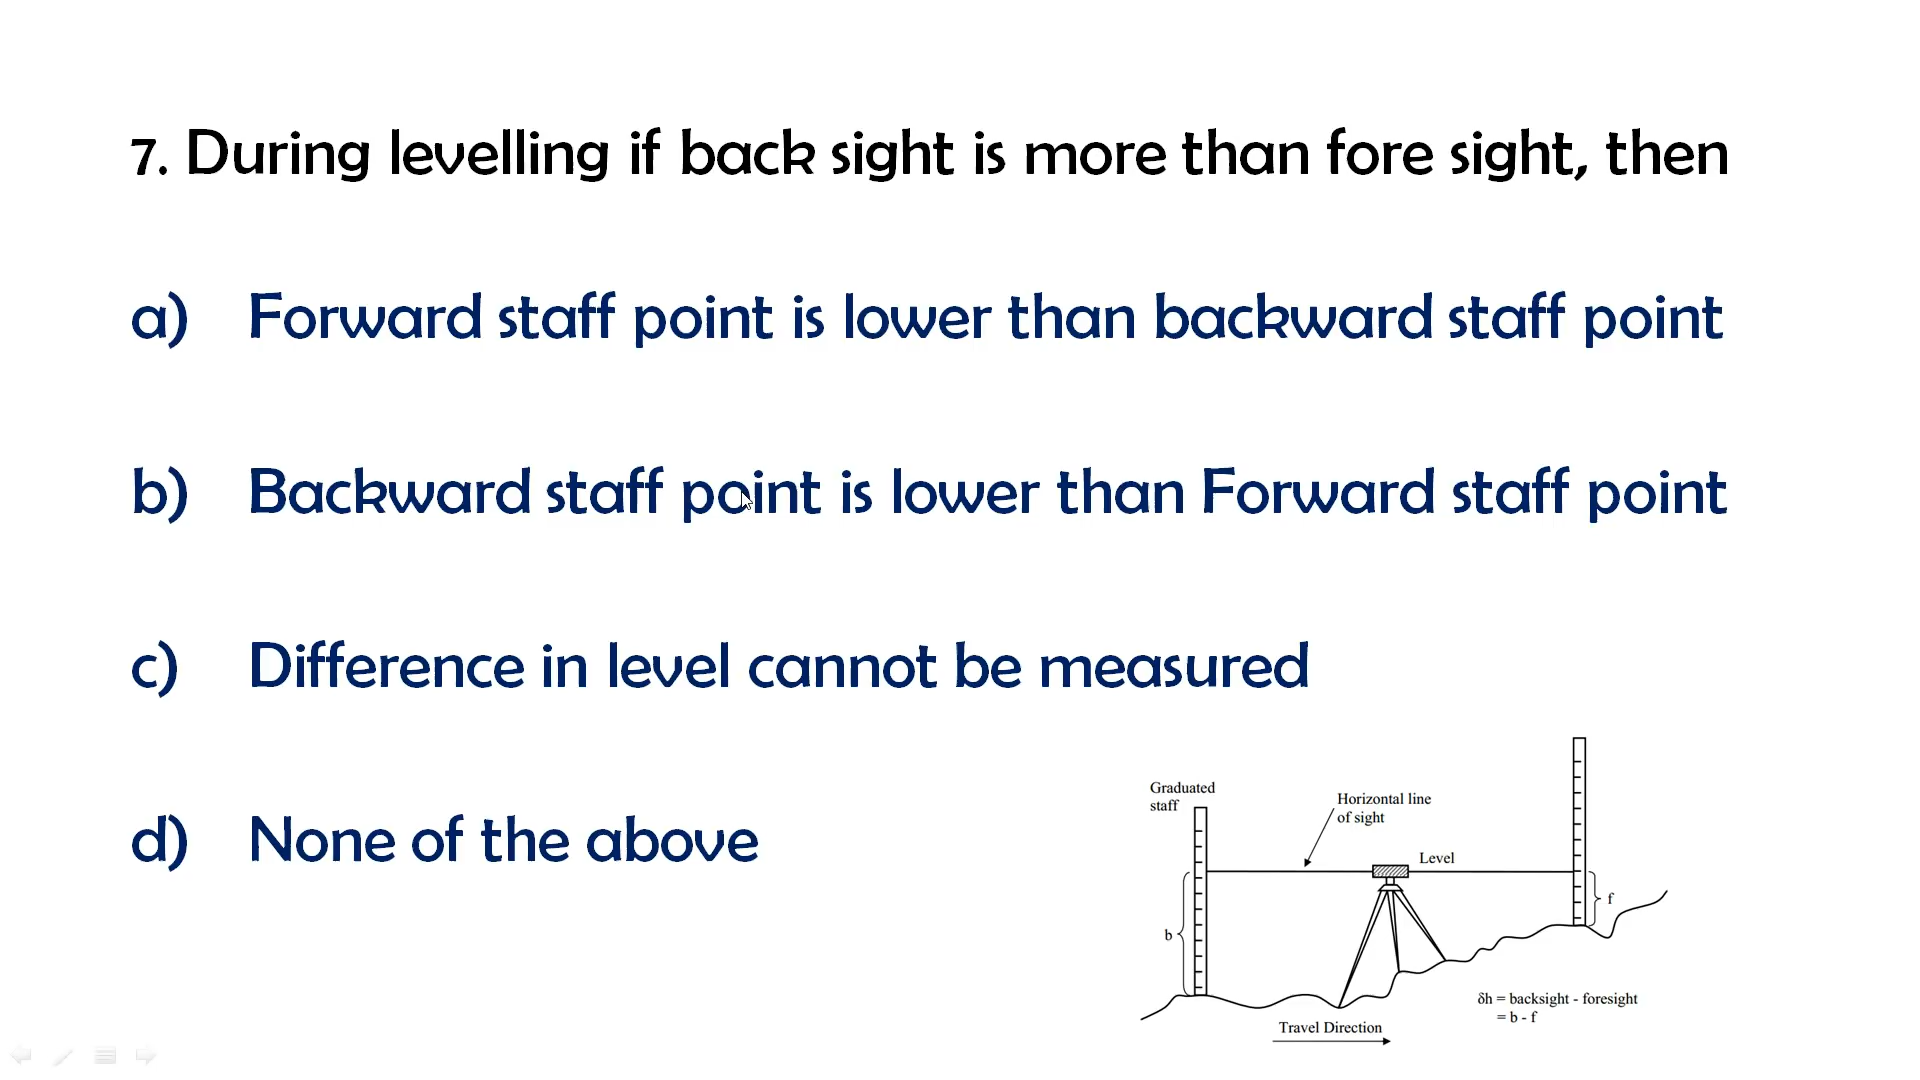 7. During levelling if back sight is more than fore sight, then
a) Forward staff point is lower than backward staff point
b) Backward staff point is lower than Forward staff point
c) Difference in level cannot be measured
d) None of the above
Graduated
staff
Horizontal line
of sight
Level
f
b
δh = backsight - foresight
= b - f
Travel Direction